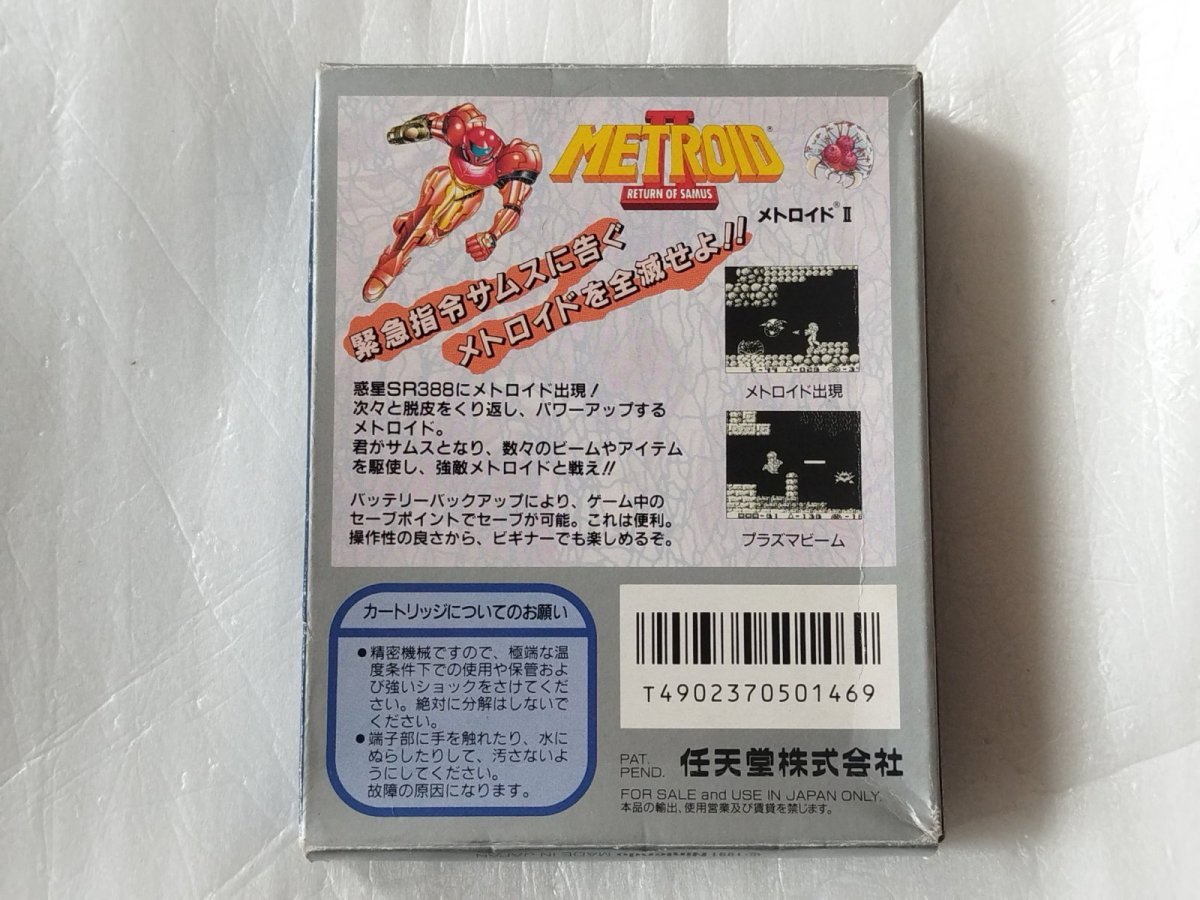 METROID®
II
RETURN OF SAMUS
メトロイド®II
緊急指令サムスに告ぐ
メトロイドを全滅せよ!!
惑星SR388にメトロイド出現!
次々と脱皮をくり返し、パワーアップする
メトロイド。
君がサムスとなり、数々のビームやアイテム
を駆使し、強敵メトロイドと戦え!!
バッテリーバックアップにより、ゲーム中の
セーブポイントでセーブが可能。これは便利。
操作性の良さから、ビギナーでも楽しめるぞ。
メトロイド出現
プラズマビーム
カートリッジについてのお願い
●精密機械ですので、極端な温
度条件下での使用や保管およ
び強いショックをさけてくだ
さい。絶対に分解はしないで
ください。
●端子部に手を触れたり、水に
ぬらしたりして、汚さないよ
うにしてください。
故障の原因になります。
T4902370501469
PAT.
PEND.
任天堂株式会社
FOR SALE and USE IN JAPAN ONLY.
本品の輸出、使用営業及び賃貸を禁じます。
©1991 Nintendo MADE IN JAPAN